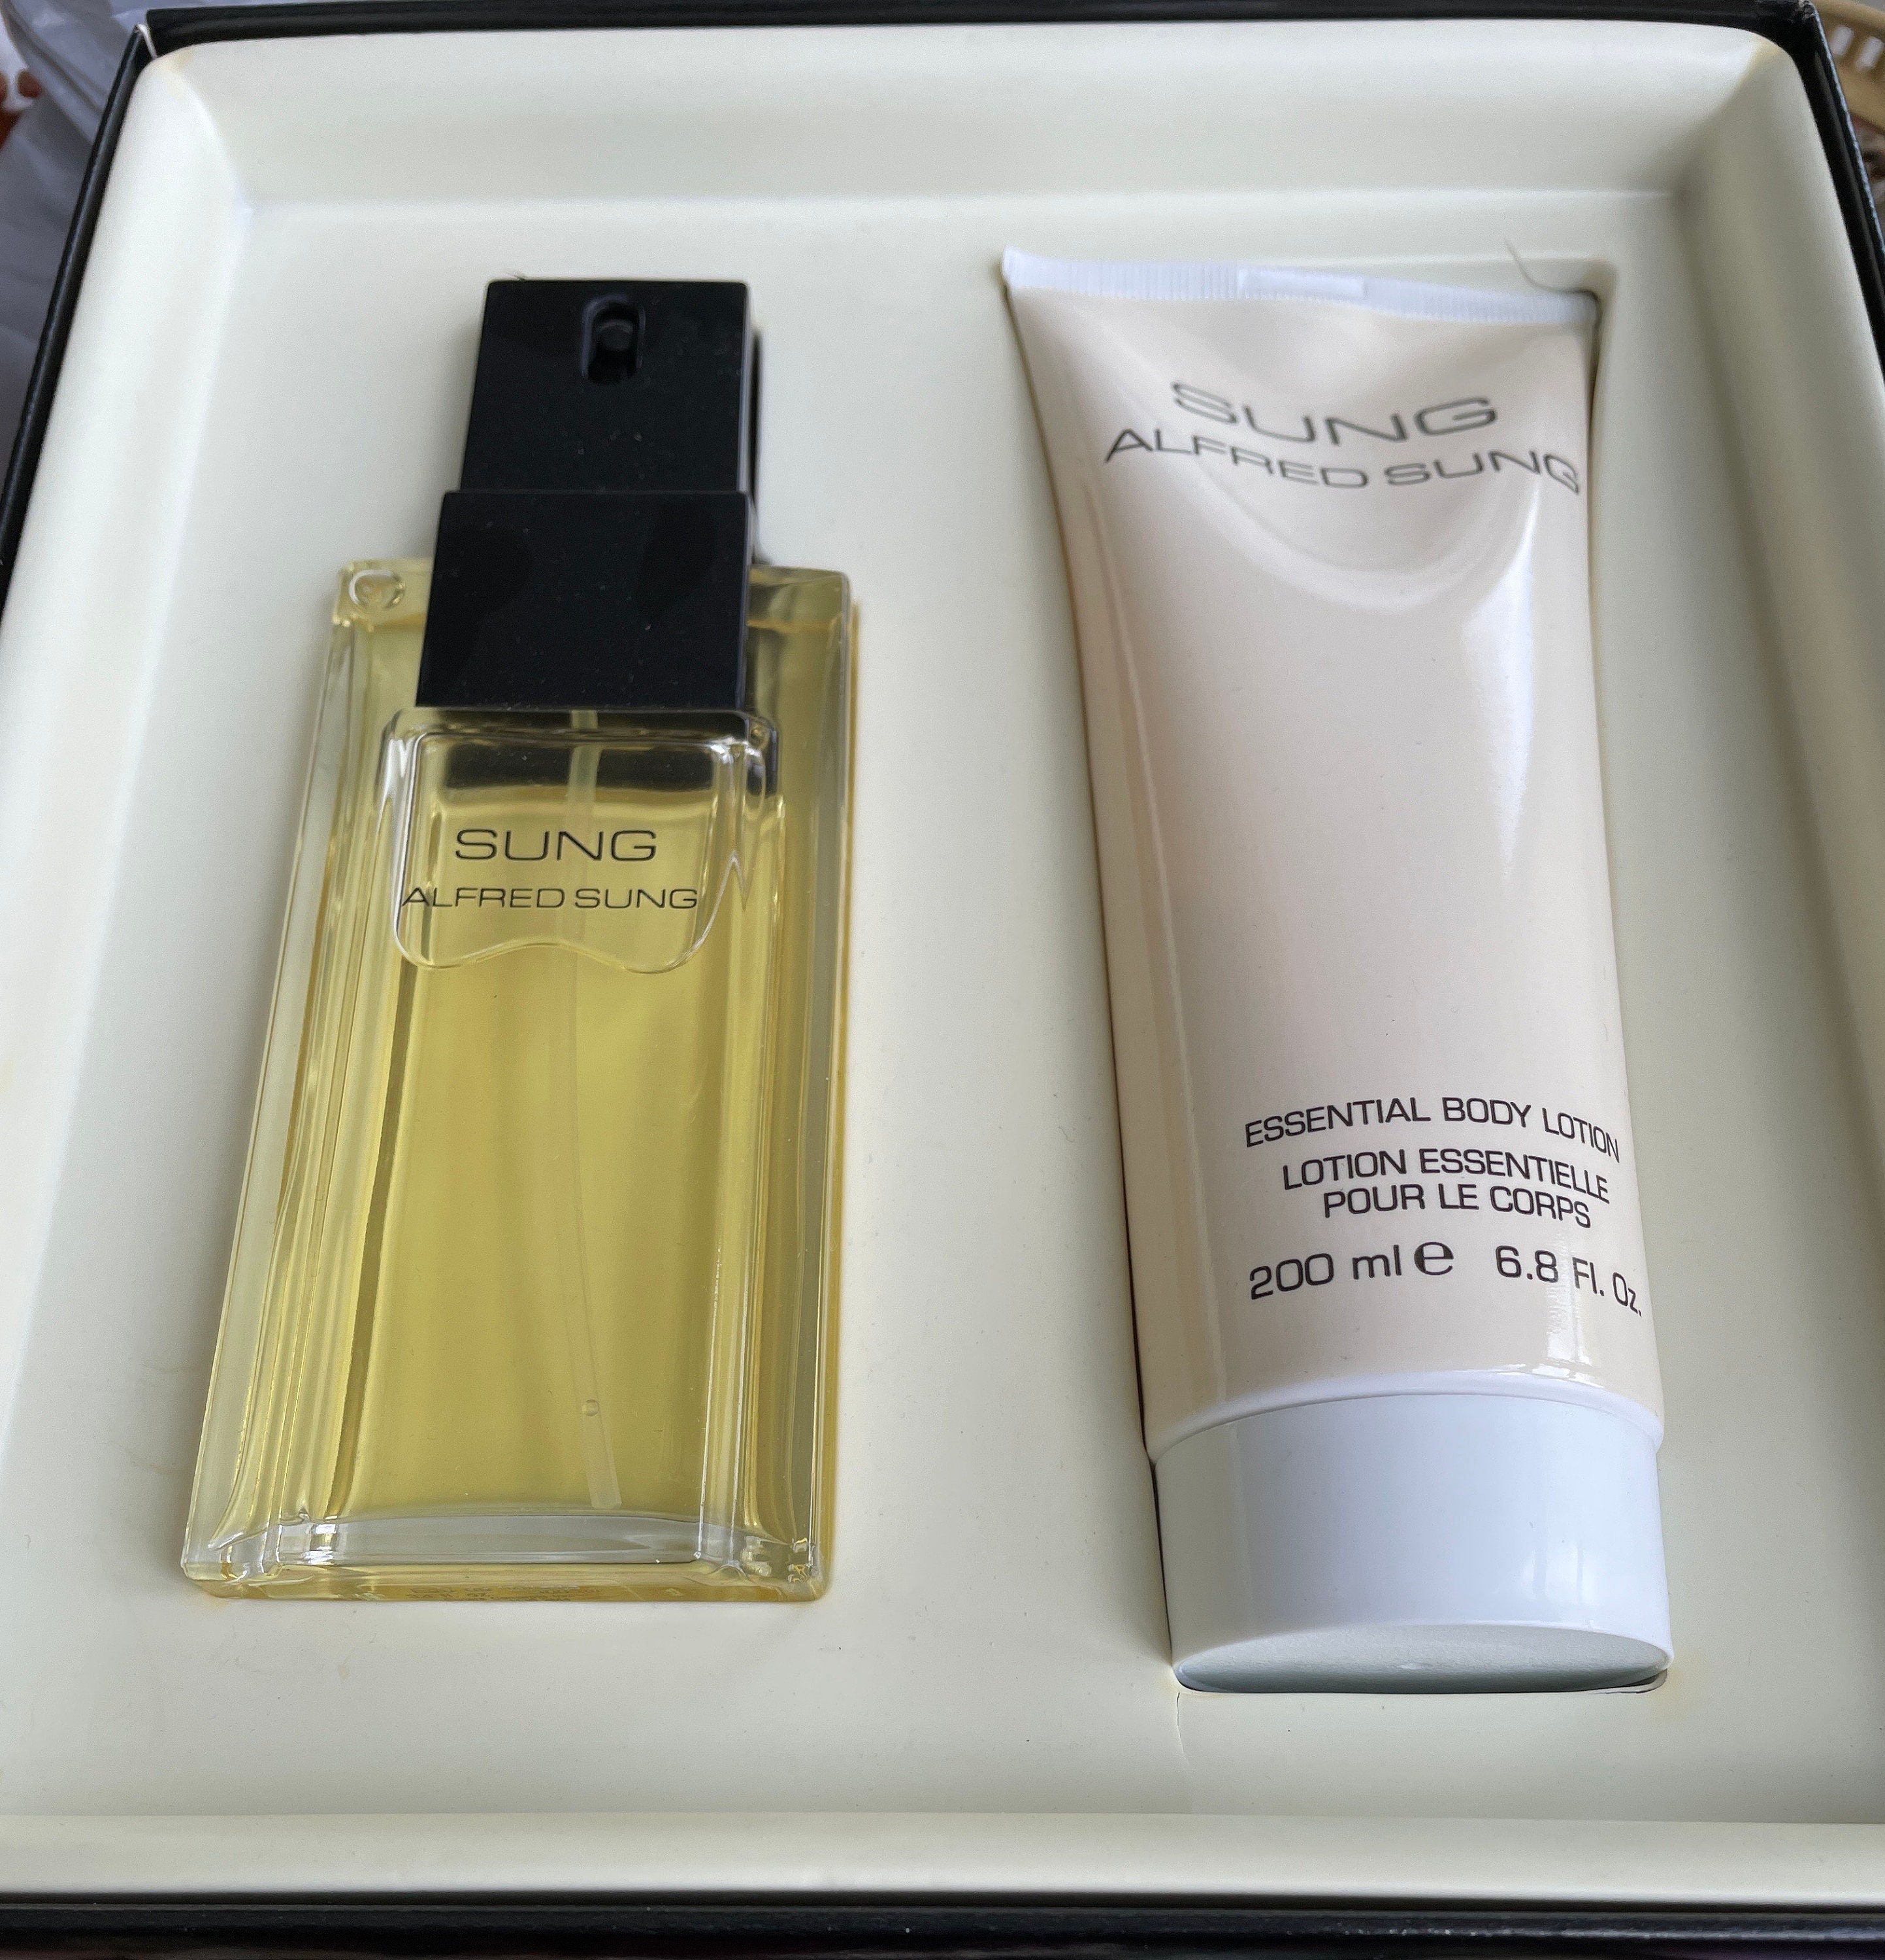 SUNG
ALFRED SUNG
SUNG
ALFRED SUNG
ESSENTIAL BODY LOTION
LOTION ESSENTIELLE
POUR LE CORPS
200 ml e 6.8 Fl. Oz.